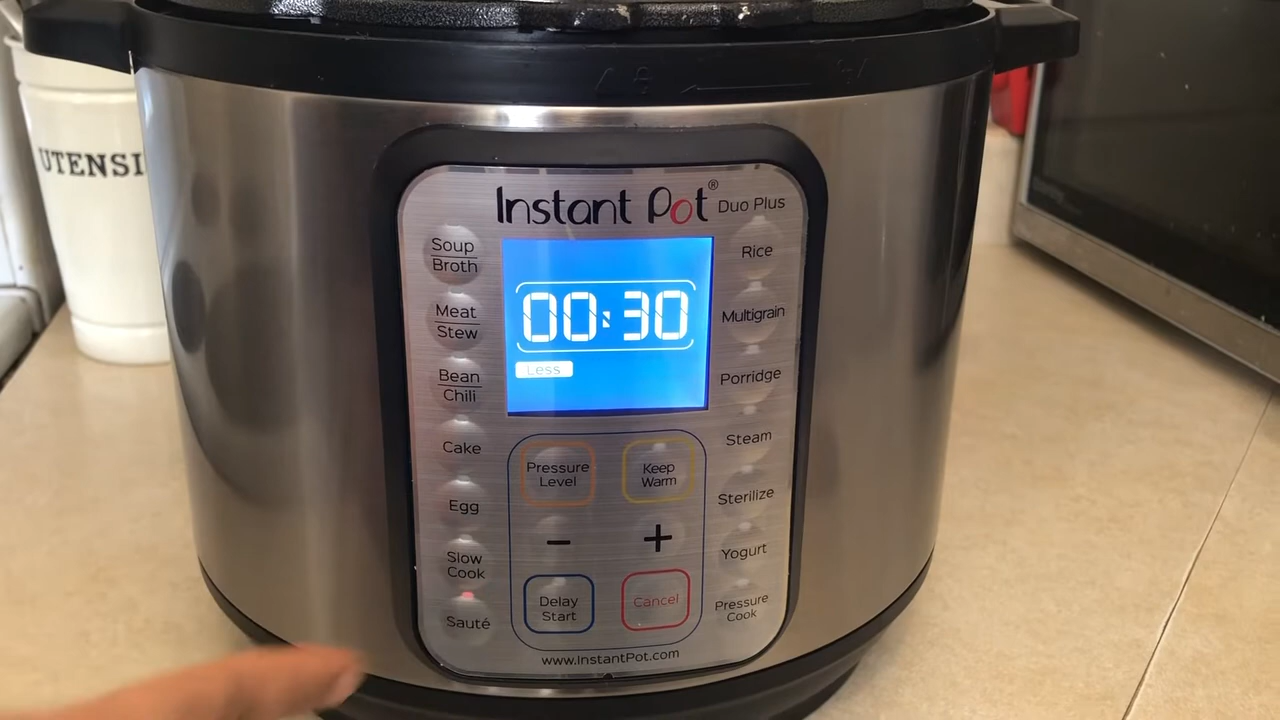 UTENSI
Instant Pot® Duo Plus
Soup
Broth
Meat
Stew
Bean
Chili
Cake
Egg
Slow
Cook
Sauté
00:30
Less
Pressure
Level
Keep
Warm
−
+
Delay
Start
Cancel
Rice
Multigrain
Porridge
Steam
Sterilize
Yogurt
Pressure
Cook
www.InstantPot.com